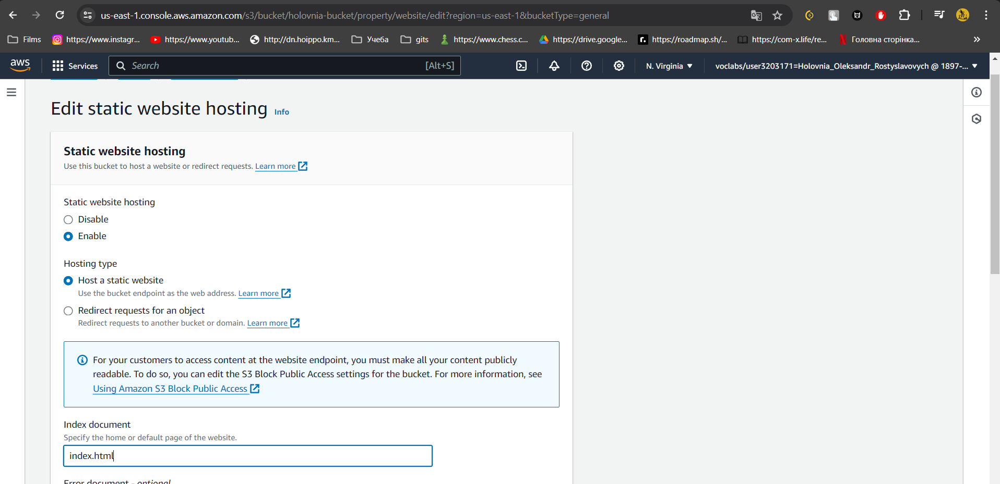 us-east-1.console.aws.amazon.com/s3/bucket/holovnia-bucket/property/website/edit?region=us-east-1&bucketType=general
Films https://www.instagr... https://www.youtub... http://dn.hoippo.km... Учеба gits https://www.chess.c... https://drive.google... https://roadmap.sh/... https://com-x.life/re... Головна сторінка...
aws Services Search [Alt+S] N. Virginia voclabs/user3203171=Holovnia_Oleksandr_Rostyslavovych @ 1897-...
Edit static website hosting Info
Static website hosting
Use this bucket to host a website or redirect requests. Learn more
Static website hosting
Disable
Enable
Hosting type
Host a static website
Use the bucket endpoint as the web address. Learn more
Redirect requests for an object
Redirect requests to another bucket or domain. Learn more
For your customers to access content at the website endpoint, you must make all your content publicly
readable. To do so, you can edit the S3 Block Public Access settings for the bucket. For more information, see
Using Amazon S3 Block Public Access
Index document
Specify the home or default page of the website.
index.html
Error document - optional